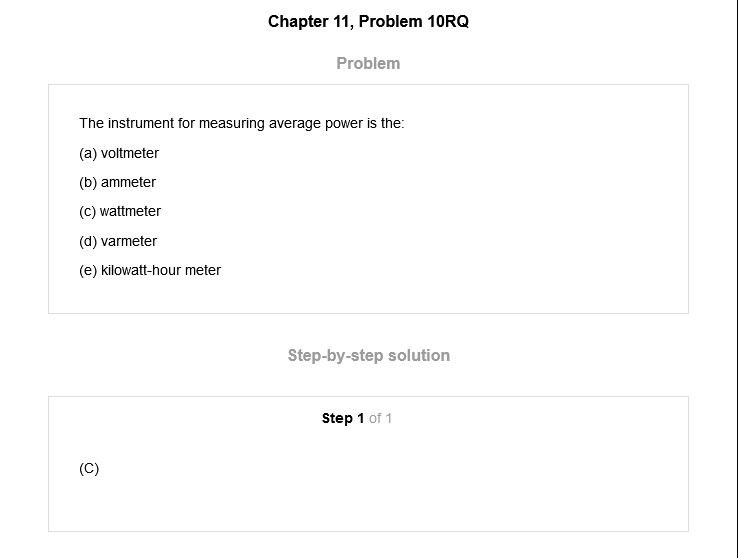 Chapter 11, Problem 10RQ
Problem
The instrument for measuring average power is the:
(a) voltmeter
(b) ammeter
(c) wattmeter
(d) varmeter
(e) kilowatt-hour meter
Step-by-step solution
Step 1 of 1
(C)